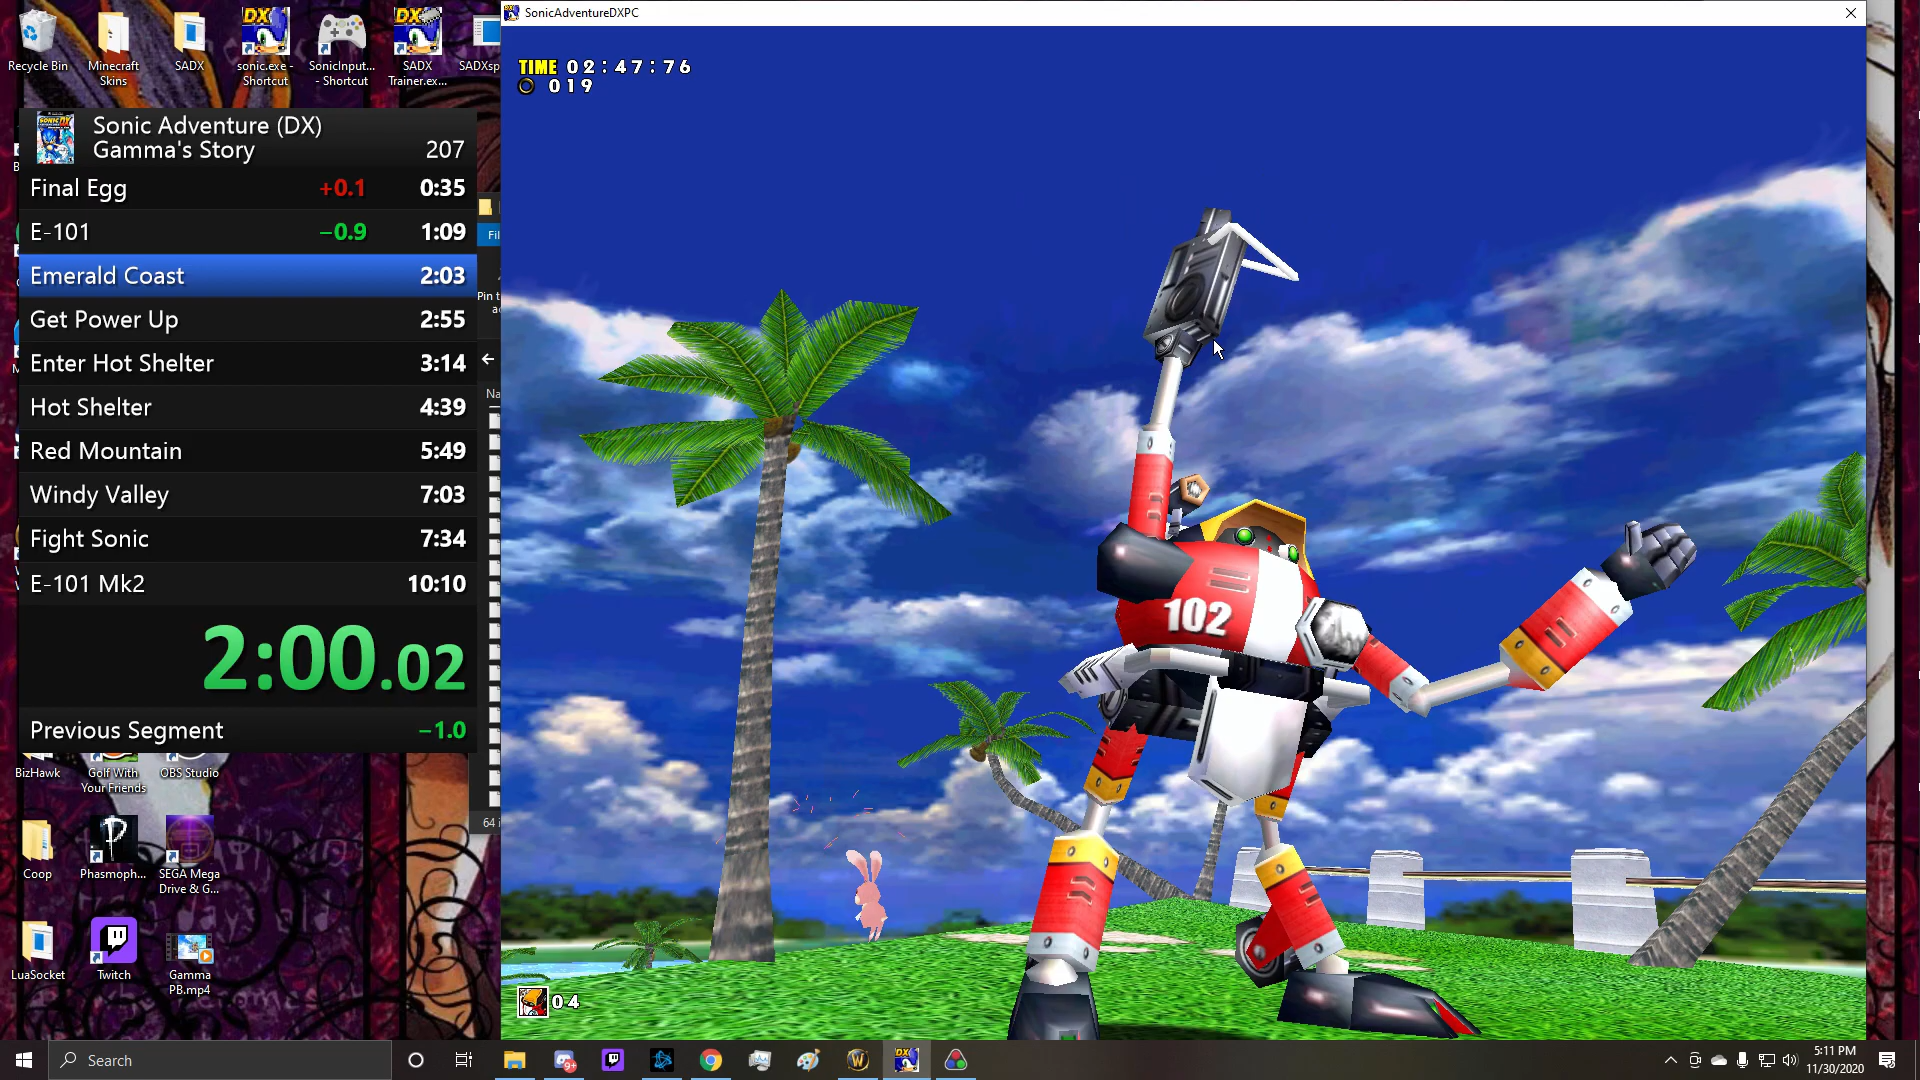 Recycle Bin
Minecraft
Skins
SADX
sonic.exe -
Shortcut
SonicInput...
- Shortcut
SADX
Trainer.ex...
SADXsp
SonicAdventureDXPC
TIME 02:47:76
019
Sonic Adventure (DX)
Gamma's Story 207
Final Egg +0.1 0:35
E-101 −0.9 1:09
Emerald Coast 2:03
Get Power Up 2:55
Enter Hot Shelter 3:14
Hot Shelter 4:39
Red Mountain 5:49
Windy Valley 7:03
Fight Sonic 7:34
E-101 Mk2 10:10
2:00.02
Previous Segment −1.0
Fil
Pin t
Na
64 i
102
BizHawk
Golf With
Your Friends
OBS Studio
Coop
Phasmoph...
SEGA Mega
Drive & G...
LuaSocket
Twitch
Gamma
PB.mp4
04
Search
5:11 PM
11/30/2020